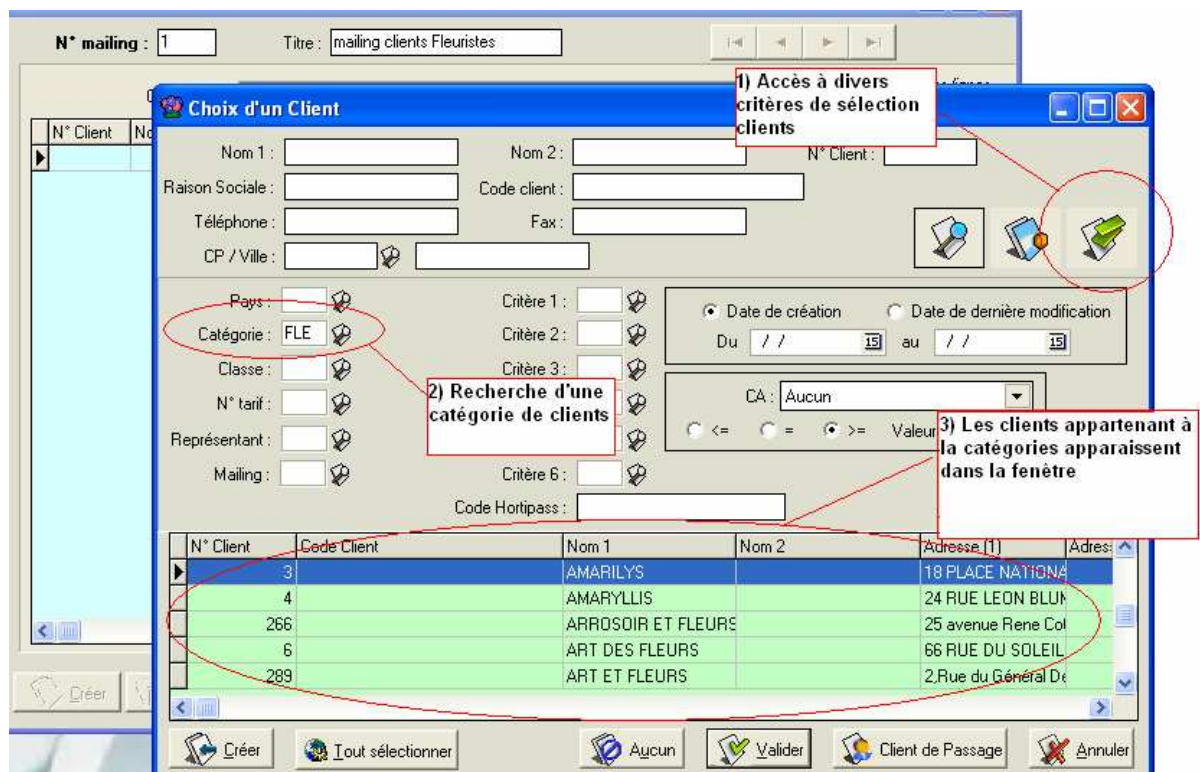 N° mailing : 1 Titre : mailing clients Fleuristes
1) Accès à divers
critères de sélection
clients
N° Client
Choix d'un Client
Nom 1 : Nom 2 : N° Client :
Raison Sociale : Code client :
Téléphone : Fax :
CP / Ville :
Pays : Critère 1 :
Catégorie : FLE Critère 2 :
Classe : Critère 3 :
N° tarif :
Représentant :
Mailing : Critère 6 :
Code Hortipass :
Date de création Date de dernière modification
Du / / 15 au / / 15
2) Recherche d'une
catégorie de clients
CA : Aucun
<= = >= Valeur
3) Les clients appartenant à
la catégories apparaissent
dans la fenêtre
N° Client Code Client Nom 1 Nom 2 Adresse (1) Adres
3 AMARILYS 18 PLACE NATIONA
4 AMARYLLIS 24 RUE LEON BLUM
266 ARROSOIR ET FLEURS 25 avenue Rene Col
6 ART DES FLEURS 66 RUE DU SOLEIL
289 ART ET FLEURS 2,Rue du Général De
Créer
Créer Tout sélectionner Aucun Valider Client de Passage Annuler